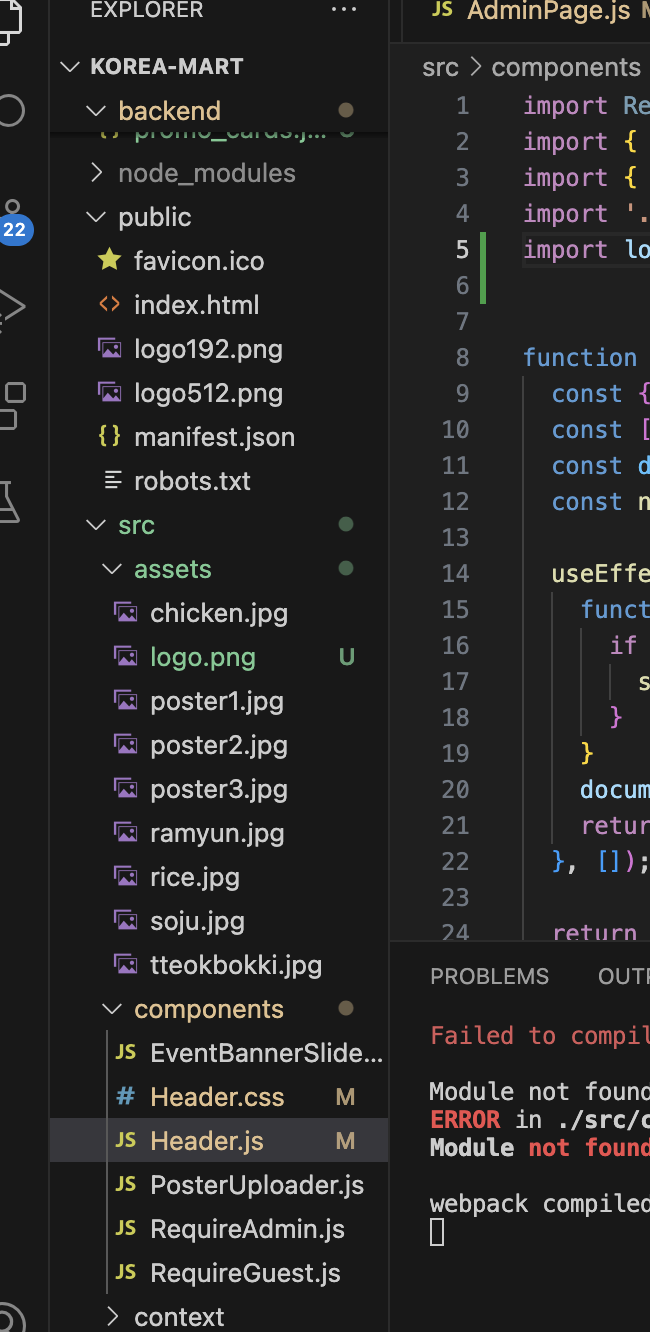 EXPLORER
...
KOREA-MART
backend
promo_cards.j...
node_modules
public
favicon.ico
index.html
logo192.png
logo512.png
manifest.json
robots.txt
src
assets
chicken.jpg
logo.png U
poster1.jpg
poster2.jpg
poster3.jpg
ramyun.jpg
rice.jpg
soju.jpg
tteokbokki.jpg
components
EventBannerSlide...
Header.css M
Header.js M
PosterUploader.js
RequireAdmin.js
RequireGuest.js
context
22
JS AdminPage.js
src > components
1 import Re
2 import {
3 import {
4 import '.
5 import lo
6
7
8 function
9 const {
10 const [
11 const d
12 const n
13
14 useEffe
15 funct
16 if
17 s
18 }
19 }
20 docum
21 retur
22 }, []);
23
24 return
PROBLEMS OUTP
Failed to compil
Module not found
ERROR in ./src/c
Module not found
webpack compiled